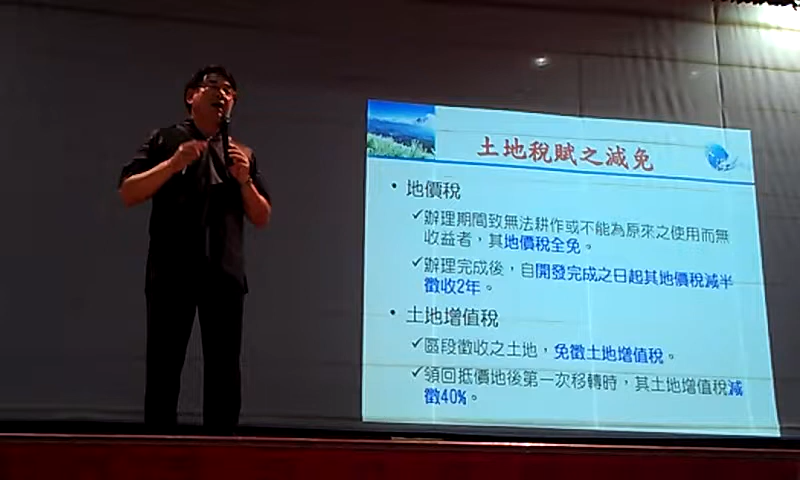 土地稅賦之減免
• 地價稅
✓辦理期間致無法耕作或不能為原來之使用而無
收益者，其地價稅全免。
✓辦理完成後，自開發完成之日起其地價稅減半
徵收2年。
• 土地增值稅
✓區段徵收之土地，免徵土地增值稅。
✓領回抵價地後第一次移轉時，其土地增值稅減
徵40%。